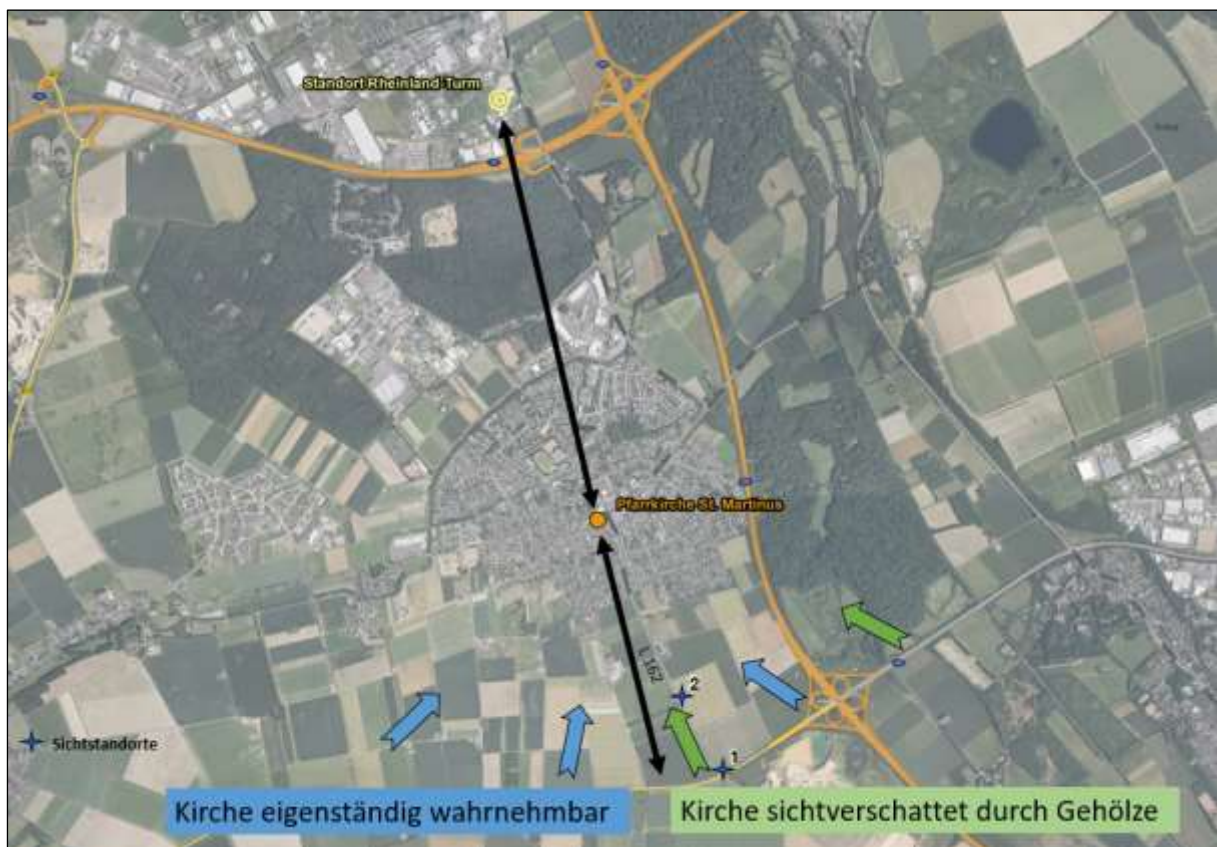 Standort Rheinland-Turm
Pfarrkirche St. Martinus
L 162
2
1
Sichtstandorte
Kirche eigenständig wahrnehmbar
Kirche sichtverschattet durch Gehölze